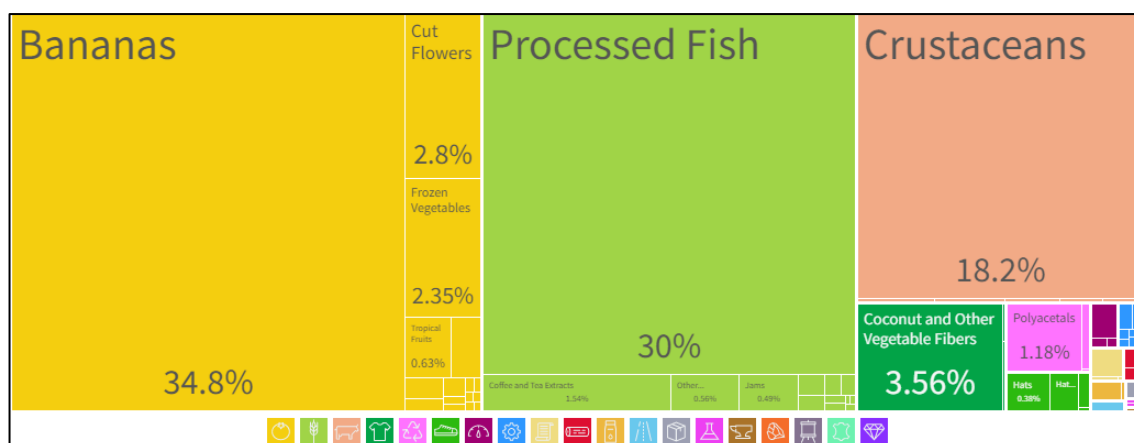 Bananas
34.8%
Cut
Flowers
2.8%
Frozen
Vegetables
2.35%
Tropical
Fruits
0.63%
Processed Fish
30%
Coffee and Tea Extracts
1.54%
Other...
0.56%
Jams
0.49%
Crustaceans
18.2%
Coconut and Other
Vegetable Fibers
3.56%
Polyacetals
1.18%
Hats
0.38%
Hat...